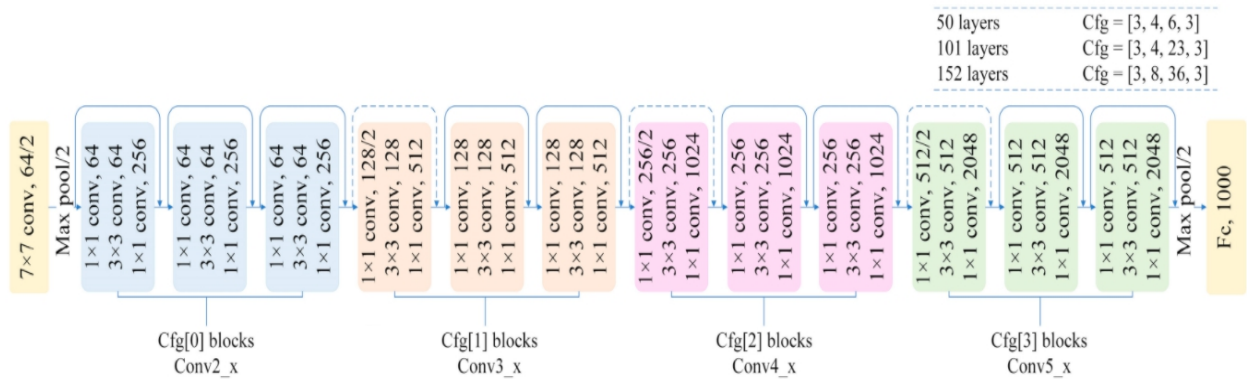 50 layers Cfg = [3, 4, 6, 3]
101 layers Cfg = [3, 4, 23, 3]
152 layers Cfg = [3, 8, 36, 3]
7×7 conv, 64/2
Max pool/2
1×1 conv, 64
3×3 conv, 64
1×1 conv, 256
1×1 conv, 64
3×3 conv, 64
1×1 conv, 256
1×1 conv, 64
3×3 conv, 64
1×1 conv, 256
1×1 conv, 128/2
3×3 conv, 128
1×1 conv, 512
1×1 conv, 128
3×3 conv, 128
1×1 conv, 512
1×1 conv, 128
3×3 conv, 128
1×1 conv, 512
1×1 conv, 256/2
3×3 conv, 256
1×1 conv, 1024
1×1 conv, 256
3×3 conv, 256
1×1 conv, 1024
1×1 conv, 256
3×3 conv, 256
1×1 conv, 1024
1×1 conv, 512/2
3×3 conv, 512
1×1 conv, 2048
1×1 conv, 512
3×3 conv, 512
1×1 conv, 2048
1×1 conv, 512
3×3 conv, 512
1×1 conv, 2048
Max pool/2
Fc, 1000
Cfg[0] blocks
Conv2_x
Cfg[1] blocks
Conv3_x
Cfg[2] blocks
Conv4_x
Cfg[3] blocks
Conv5_x